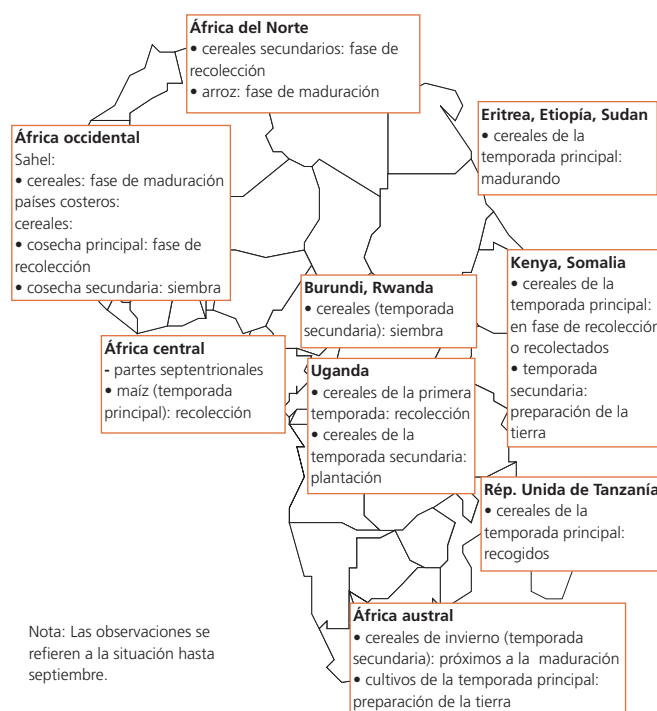 África del Norte
• cereales secundarios: fase de
recolección
• arroz: fase de maduración
Eritrea, Etiopía, Sudan
• cereales de la
temporada principal:
madurando
África occidental
Sahel:
• cereales: fase de maduración
países costeros:
cereales:
• cosecha principal: fase de
recolección
• cosecha secundaria: siembra
Kenya, Somalia
• cereales de la
temporada principal:
en fase de recolección
o recolectados
• temporada
secundaria:
preparación de la
tierra
Burundi, Rwanda
• cereales (temporada
secundaria): siembra
África central
- partes septentrionales
• maíz (temporada
principal): recolección
Uganda
• cereales de la primera
temporada: recolección
• cereales de la
temporada secundaria:
plantación
Rép. Unida de Tanzanía
• cereales de la
temporada principal:
recogidos
África austral
• cereales de invierno (temporada
secundaria): próximos a la maduración
• cultivos de la temporada principal:
preparación de la tierra
Nota: Las observaciones se
refieren a la situación hasta
septiembre.